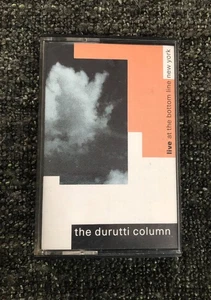 live at the bottom line new york
the durutti column